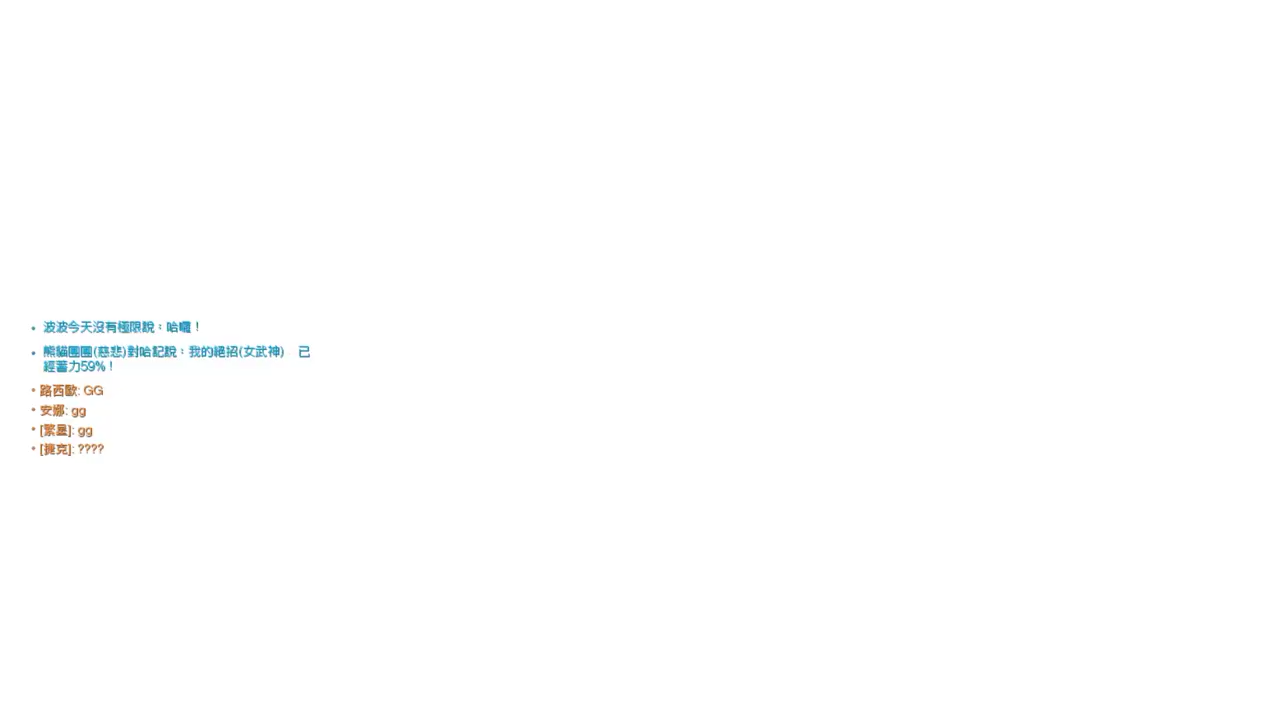 波波今天沒有極限說：哈囉！
熊貓團團(慈悲)對哈記說：我的絕招(女武神) 已
經蓄力59%！
路西歐: GG
安娜: gg
[繁星]: gg
[捷克]: ????